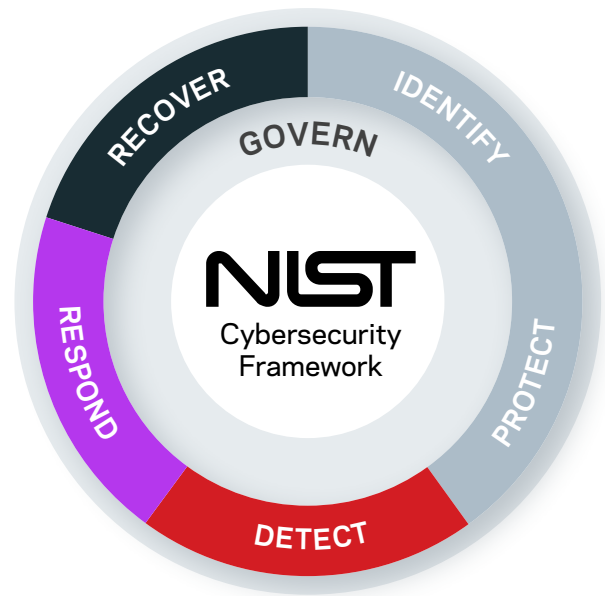 RECOVER
IDENTIFY
GOVERN
NIST
Cybersecurity
Framework
RESPOND
PROTECT
DETECT